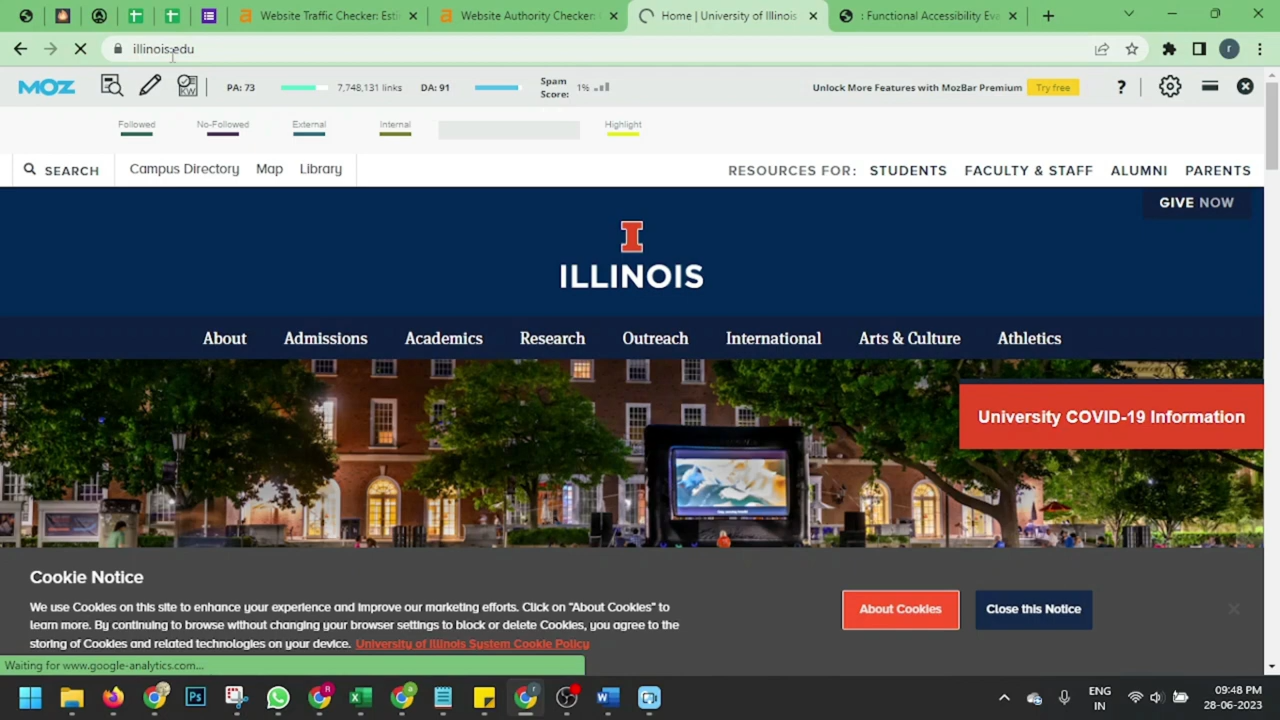 Website Traffic Checker: Esti
Website Authority Checker:
Home | University of Illinois
: Functional Accessibility Eva
illinois.edu
r
MOZ
PA: 73
7,748,131 links
DA: 91
Spam
Score:
1%
Unlock More Features with MozBar Premium
Try free
?
KW
Followed
No-Followed
External
Internal
Highlight
SEARCH
Campus Directory
Map
Library
RESOURCES FOR:
STUDENTS
FACULTY & STAFF
ALUMNI
PARENTS
GIVE NOW
I
ILLINOIS
About
Admissions
Academics
Research
Outreach
International
Arts & Culture
Athletics
University COVID-19 Information
Cookie Notice
We use Cookies on this site to enhance your experience and improve our marketing efforts. Click on "About Cookies" to
learn more. By continuing to browse without changing your browser settings to block or delete Cookies, you agree to the
storing of Cookies and related technologies on your device. University of Illinois System Cookie Policy
About Cookies
Close this Notice
Waiting for www.google-analytics.com...
Ps
ENG
IN
09:48 PM
28-06-2023